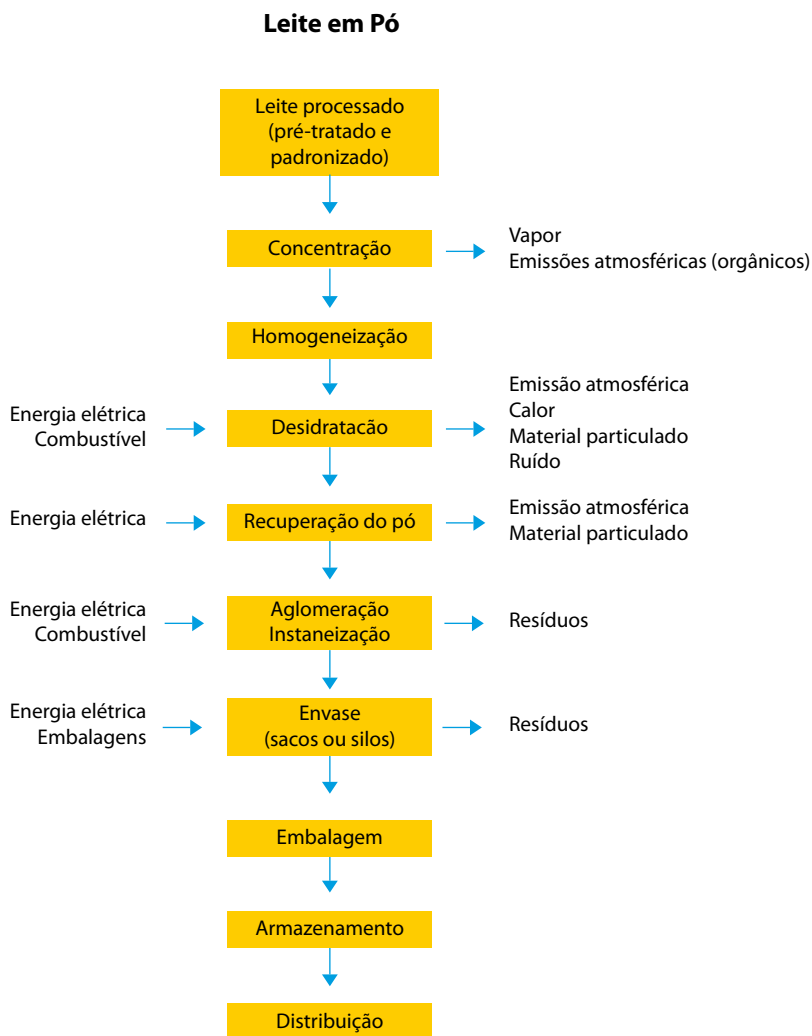 Leite em Pó
Leite processado
(pré-tratado e
padronizado)
Concentração
Vapor
Emissões atmosféricas (orgânicos)
Homogeneização
Energia elétrica
Combustível
Desidratacão
Emissão atmosférica
Calor
Material particulado
Ruído
Energia elétrica
Recuperação do pó
Emissão atmosférica
Material particulado
Energia elétrica
Combustível
Aglomeração
Instaneização
Resíduos
Energia elétrica
Embalagens
Envase
(sacos ou silos)
Resíduos
Embalagem
Armazenamento
Distribuição